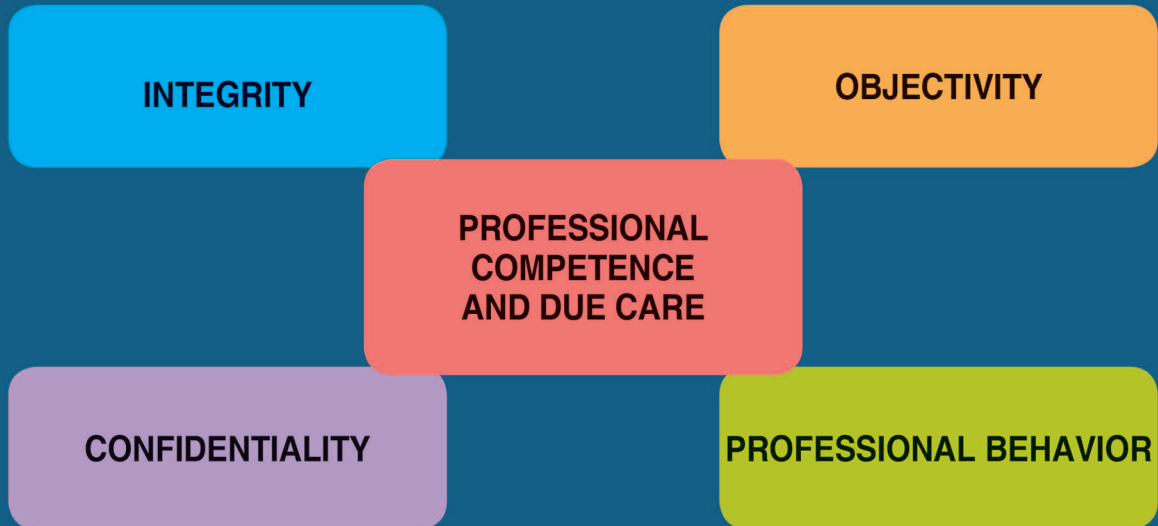 INTEGRITY
OBJECTIVITY
PROFESSIONAL
COMPETENCE
AND DUE CARE
CONFIDENTIALITY
PROFESSIONAL BEHAVIOR